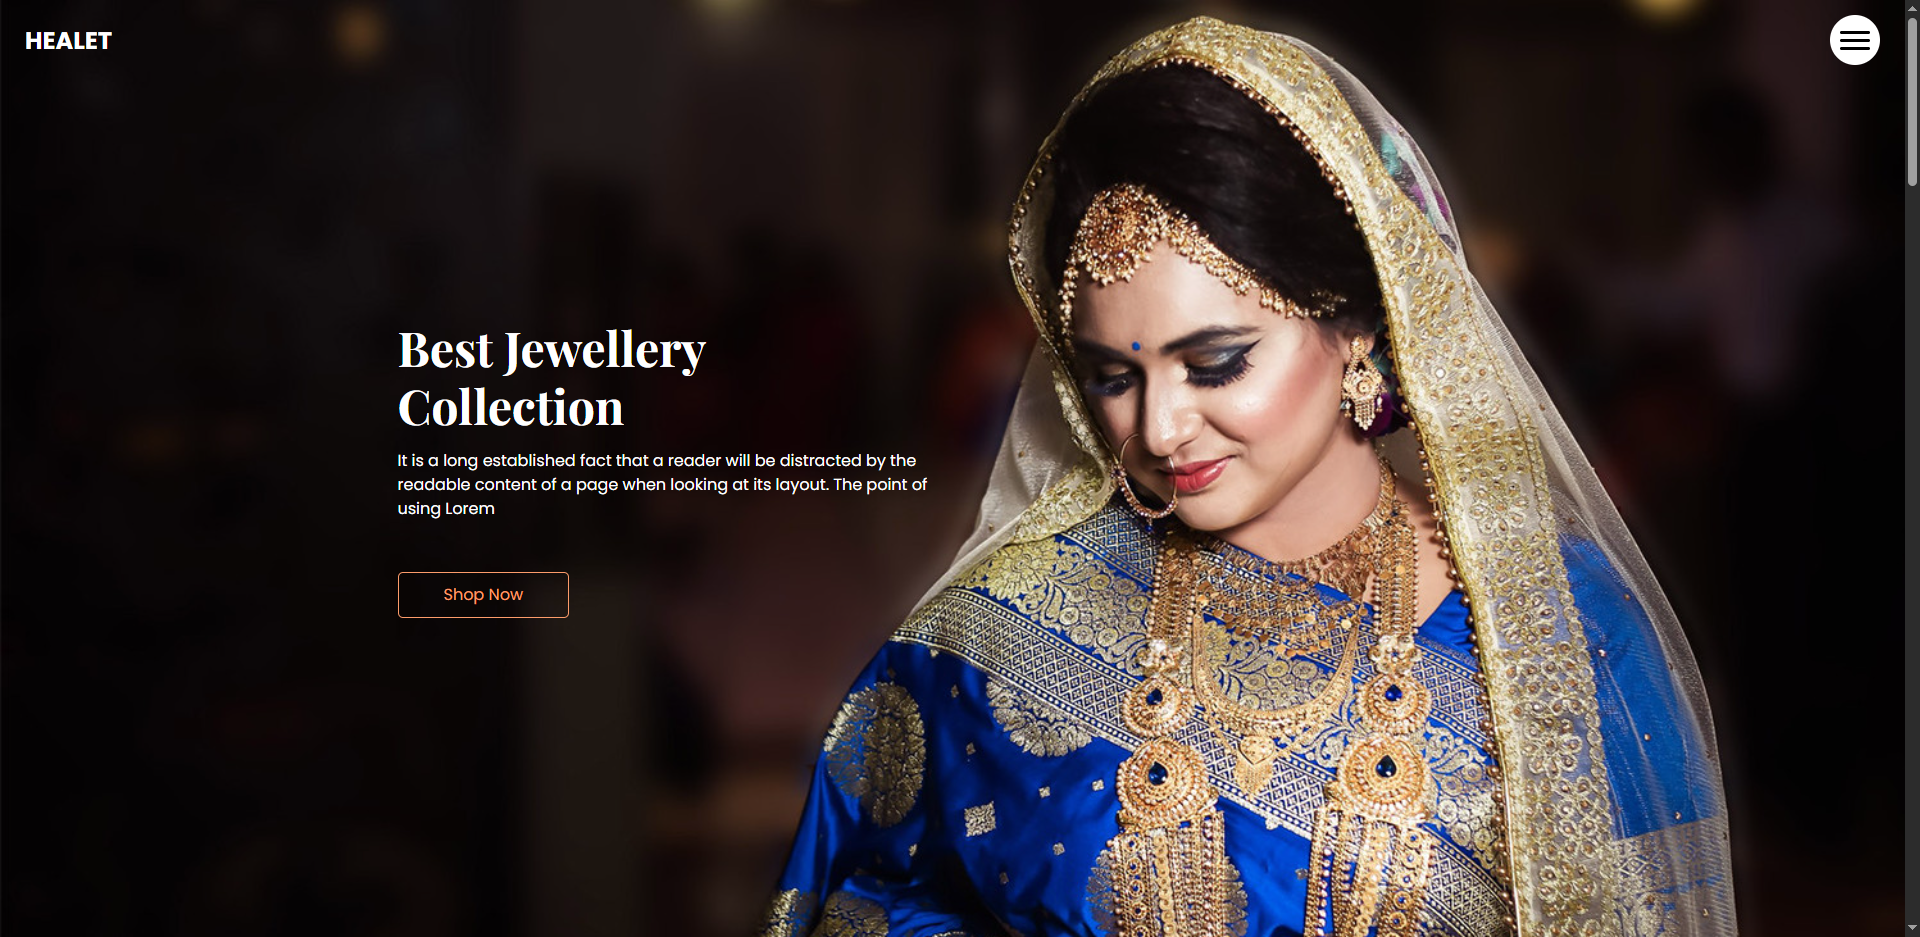 HEALET
Best Jewellery
Collection
It is a long established fact that a reader will be distracted by the
readable content of a page when looking at its layout. The point of
using Lorem
Shop Now